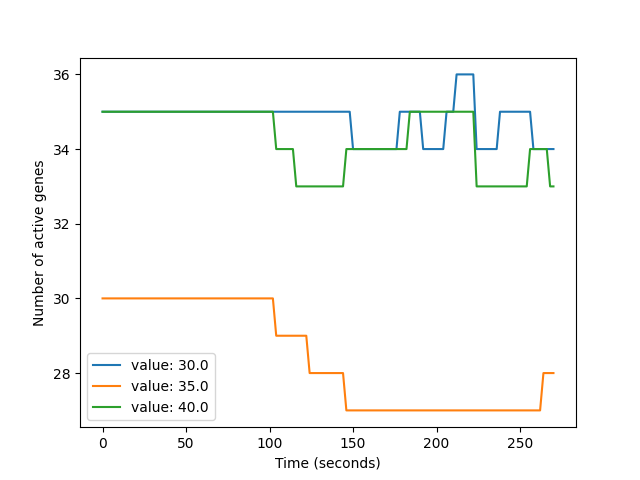 36
34
32
30
28
Number of active genes
value: 30.0
value: 35.0
value: 40.0
0
50
100
150
200
250
Time (seconds)